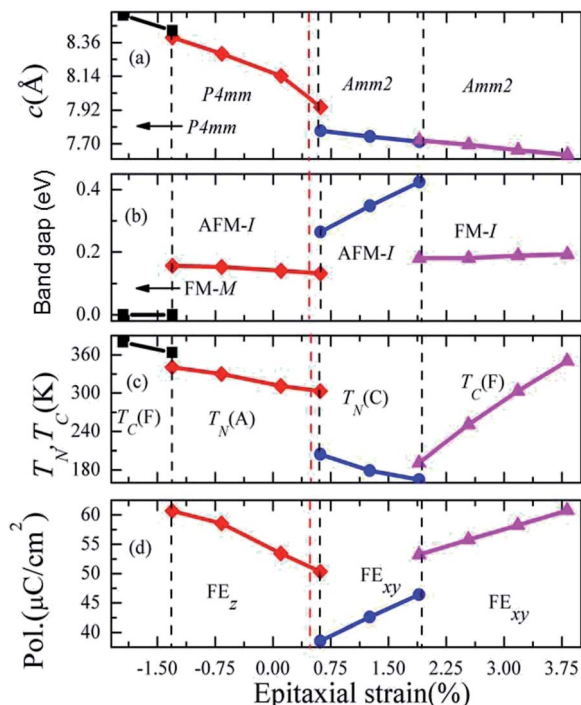 8.36
8.14
7.92
7.70
c(Å)
(a)
P4mm
Amm2
Amm2
P4mm
0.4
0.2
0.0
Band gap (eV)
(b)
AFM-I
AFM-I
FM-I
FM-M
360
300
240
180
T_N,T_C(K)
(c)
T_C(F)
T_N(A)
T_N(C)
T_C(F)
60
55
50
45
40
Pol.(μC/cm²)
(d)
FE_z
FE_xy
FE_xy
-1.50 -0.75 0.00 0.75 1.50 2.25 3.00 3.75
Epitaxial strain(%)